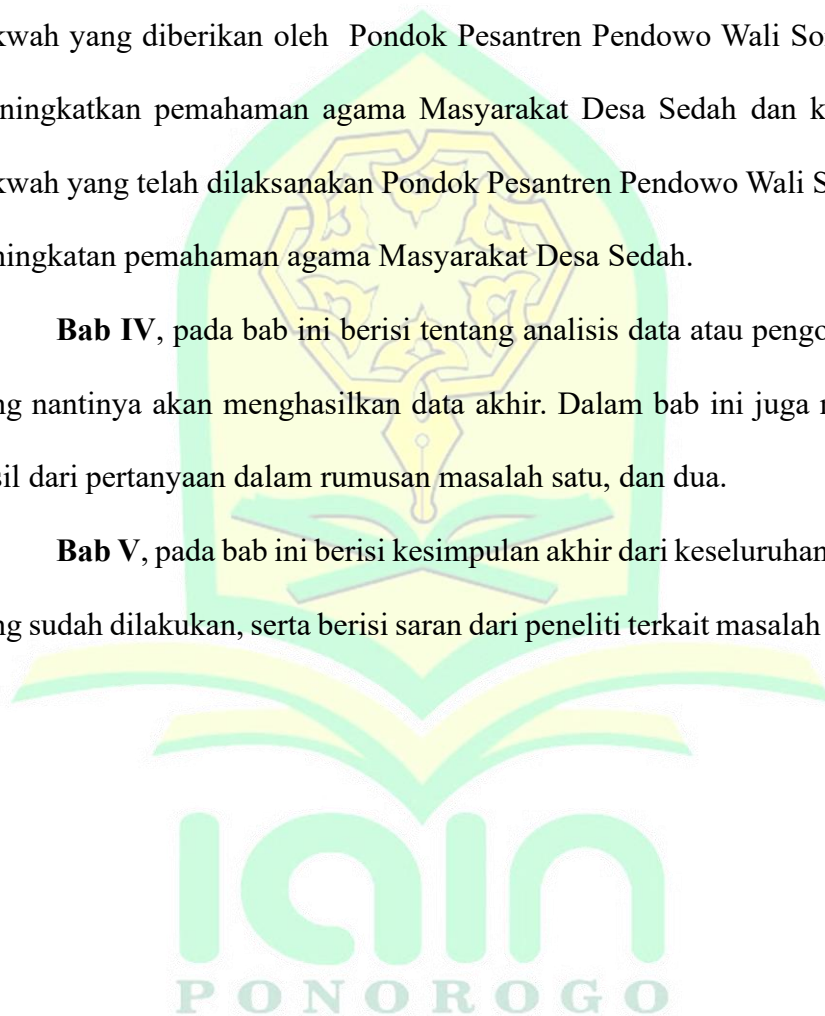 kwah yang diberikan oleh Pondok Pesantren Pendowo Wali So
ningkatkan pemahaman agama Masyarakat Desa Sedah dan k
kwah yang telah dilaksanakan Pondok Pesantren Pendowo Wali S
ningkatan pemahaman agama Masyarakat Desa Sedah.
Bab IV, pada bab ini berisi tentang analisis data atau pengo
ng nantinya akan menghasilkan data akhir. Dalam bab ini juga
sil dari pertanyaan dalam rumusan masalah satu, dan dua.
Bab V, pada bab ini berisi kesimpulan akhir dari keseluruhan
ng sudah dilakukan, serta berisi saran dari peneliti terkait masalah
iain
PONOROGO